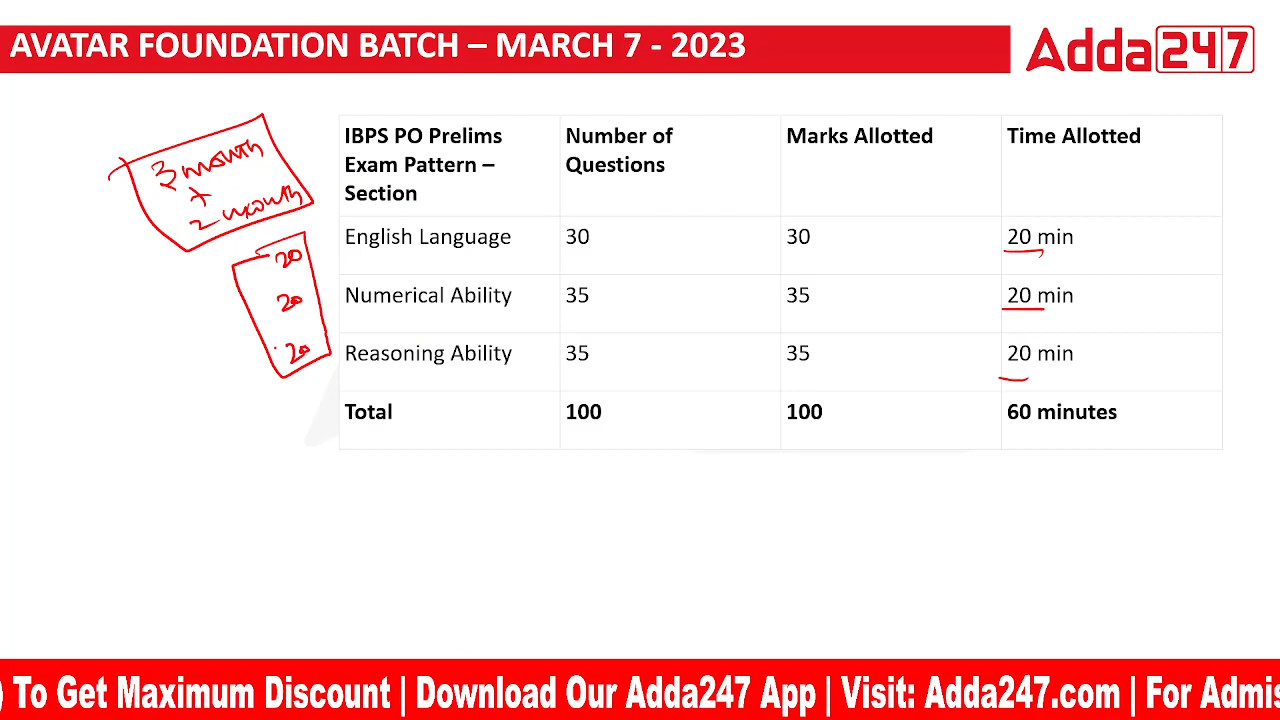 AVATAR FOUNDATION BATCH – MARCH 7 - 2023
Adda247
3 month
+
2 month
20
20
20
IBPS PO Prelims Exam Pattern – Section | Number of Questions | Marks Allotted | Time Allotted
English Language | 30 | 30 | 20 min
Numerical Ability | 35 | 35 | 20 min
Reasoning Ability | 35 | 35 | 20 min
Total | 100 | 100 | 60 minutes
) To Get Maximum Discount | Download Our Adda247 App | Visit: Adda247.com | For Admis